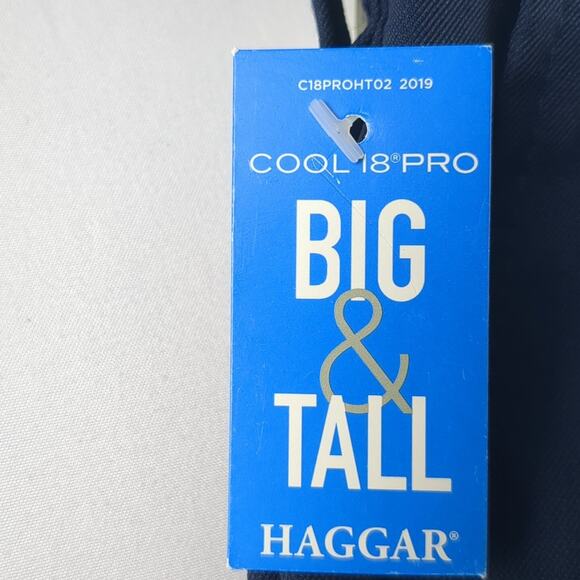 C18PROHT02 2019
COOL 18® PRO
BIG
&
TALL
HAGGAR®